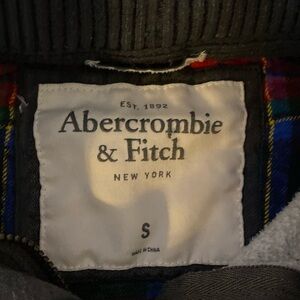 EST. 1892
Abercrombie
& Fitch
NEW YORK
S
MADE IN CHINA